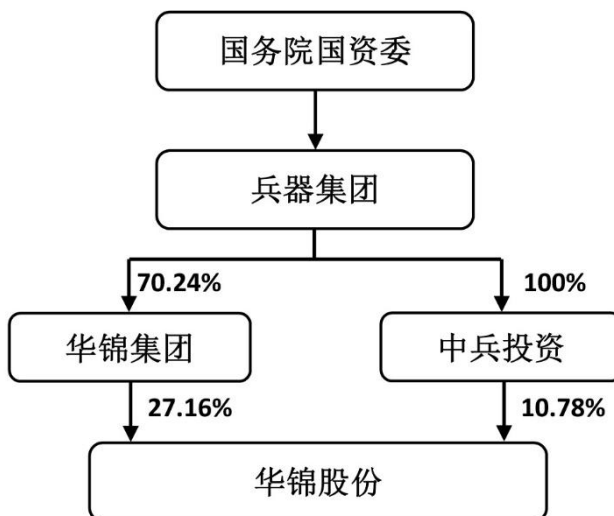 国务院国资委
兵器集团
70.24%
100%
华锦集团
中兵投资
27.16%
10.78%
华锦股份